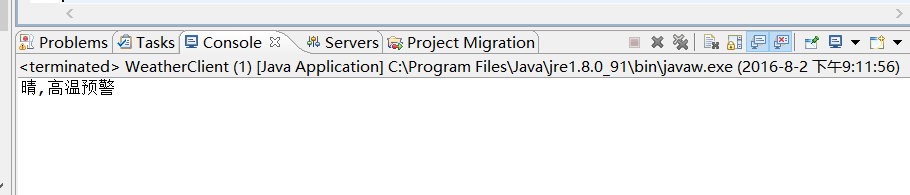 Problems Tasks Console Servers Project Migration
<terminated> WeatherClient (1) [Java Application] C:\Program Files\Java\jre1.8.0_91\bin\javaw.exe (2016-8-2 下午9:11:56)
晴,高温预警